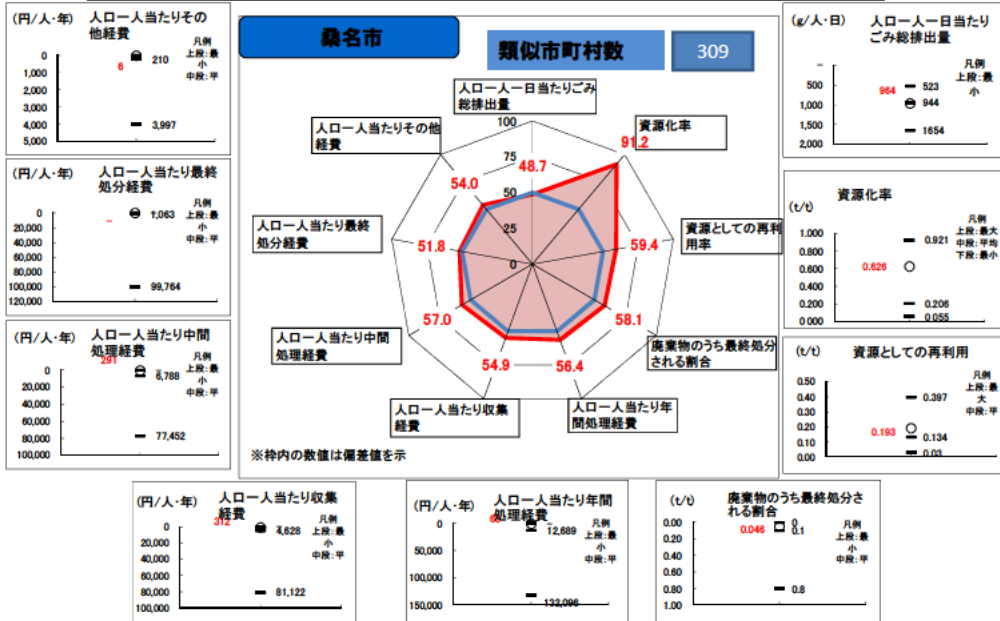 桑名市
類似市町村数
309
(円/人・年)
人口一人当たりその
他経費
凡例
上段:最
小
中段:平
0
1,000
2,000
3,000
4,000
5,000
6
210
3,997
(円/人・年)
人口一人当たり最終
処分経費
凡例
上段:最
小
中段:平
0
20,000
40,000
60,000
80,000
100,000
120,000
–
1,063
99,764
(円/人・年)
人口一人当たり中間
処理経費
凡例
上段:最
小
中段:平
0
20,000
40,000
60,000
80,000
100,000
291
6,788
77,452
人口一人一日当たりごみ
総排出量
資源化率
資源としての再利
用率
廃棄物のうち最終処分
される割合
人口一人当たり年
間処理経費
人口一人当たり収集
経費
人口一人当たり中間
処理経費
人口一人当たり最終
処分経費
人口一人当たりその他
経費
100
75
50
25
0
48.7
91.2
59.4
58.1
56.4
54.9
57.0
51.8
54.0
※枠内の数値は偏差値を示
(g/人・日)
人口一人一日当たり
ごみ総排出量
凡例
上段:最
小
–
500
1,000
1,500
2,000
964
523
944
1654
資源化率
(t/t)
凡例
上段:最大
中段:平均
下段:最小
1.000
0.800
0.600
0.400
0.200
0.000
0.626
0.921
0.206
0.055
(t/t)
資源としての再利用
凡例
上段:最
大
中段:平
0.50
0.40
0.30
0.20
0.10
0.00
0.193
0.397
0.134
0.03
(円/人・年)
人口一人当たり収集
経費
凡例
上段:最
小
中段:平
0
20,000
40,000
60,000
80,000
100,000
312
4,628
81,122
(円/人・年)
人口一人当たり年間
処理経費
凡例
上段:最
小
中段:平
0
50,000
100,000
150,000
12,689
132,096
(t/t)
廃棄物のうち最終処分さ
れる割合
凡例
上段:最
小
中段:平
0.00
0.20
0.40
0.60
0.80
1.00
0.046
0
0.1
0.8